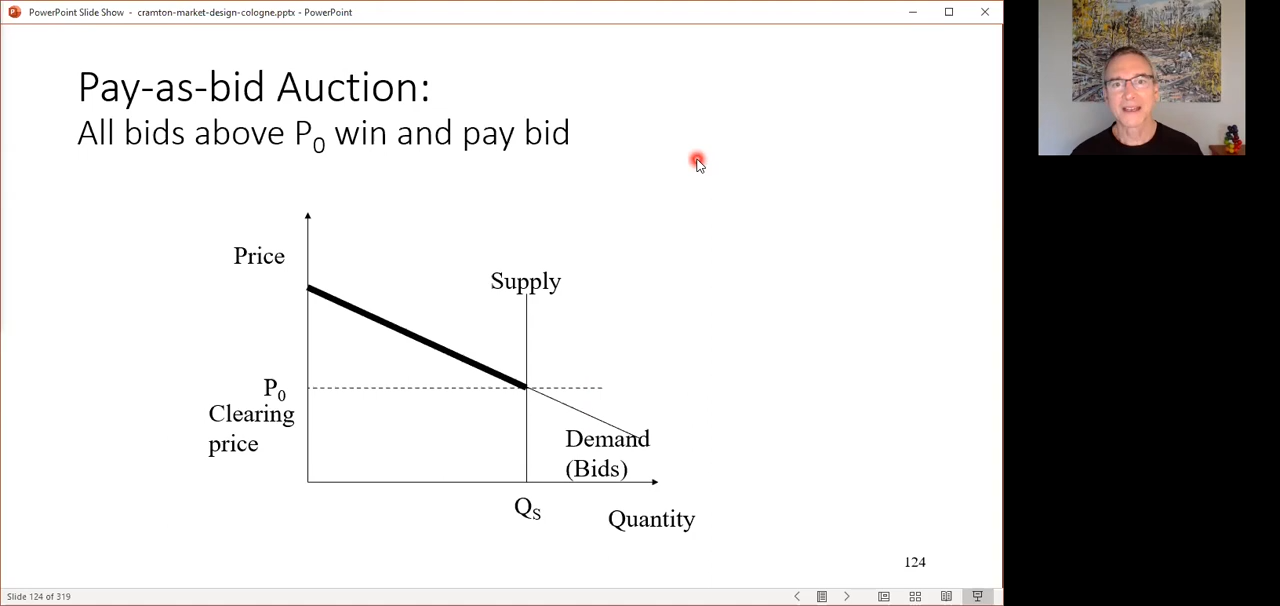 PowerPoint Slide Show - cramton-market-design-cologne.pptx - PowerPoint
Pay-as-bid Auction:
All bids above P₀ win and pay bid
Price
Supply
P₀
Clearing
price
Demand
(Bids)
Qₛ
Quantity
124
Slide 124 of 319